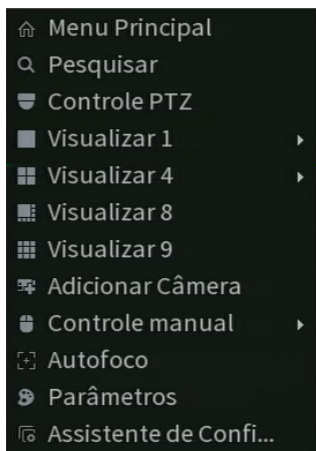 Menu Principal
Pesquisar
Controle PTZ
Visualizar 1
Visualizar 4
Visualizar 8
Visualizar 9
Adicionar Câmera
Controle manual
Autofoco
Parâmetros
Assistente de Confi...